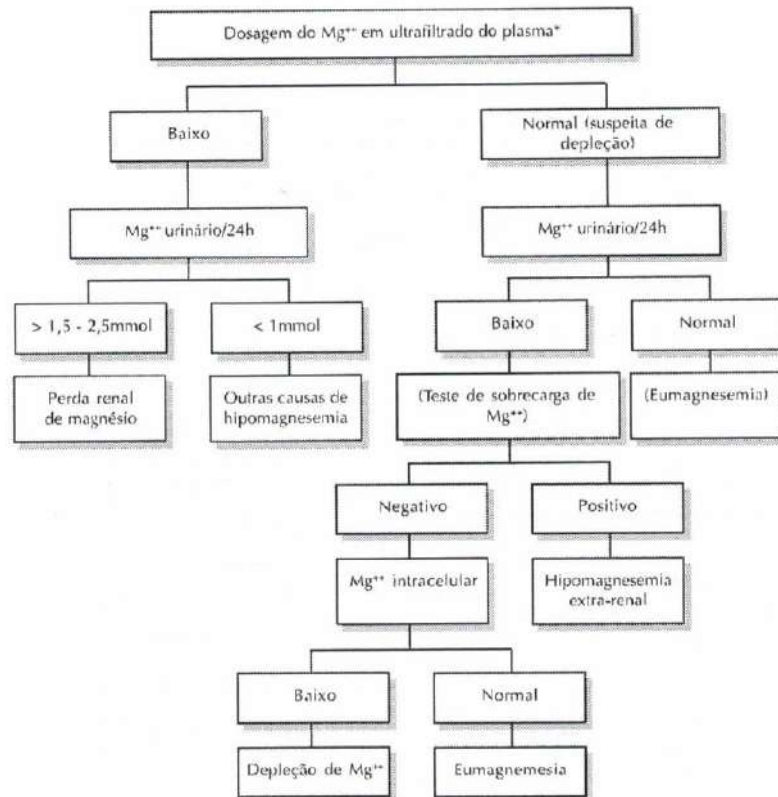 Dosagem do Mg⁺⁺ em ultrafiltrado do plasma*
Baixo
Normal (suspeita de
depleção)
Mg⁺⁺ urinário/24h
Mg⁺⁺ urinário/24h
> 1,5 - 2,5mmol
< 1mmol
Baixo
Normal
Perda renal
de magnésio
Outras causas de
hipomagnesemia
(Teste de sobrecarga de
Mg⁺⁺)
(Eumagnesemia)
Negativo
Positivo
Mg⁺⁺ intracelular
Hipomagnesemia
extra-renal
Baixo
Normal
Depleção de Mg⁺⁺
Eumagnemesia